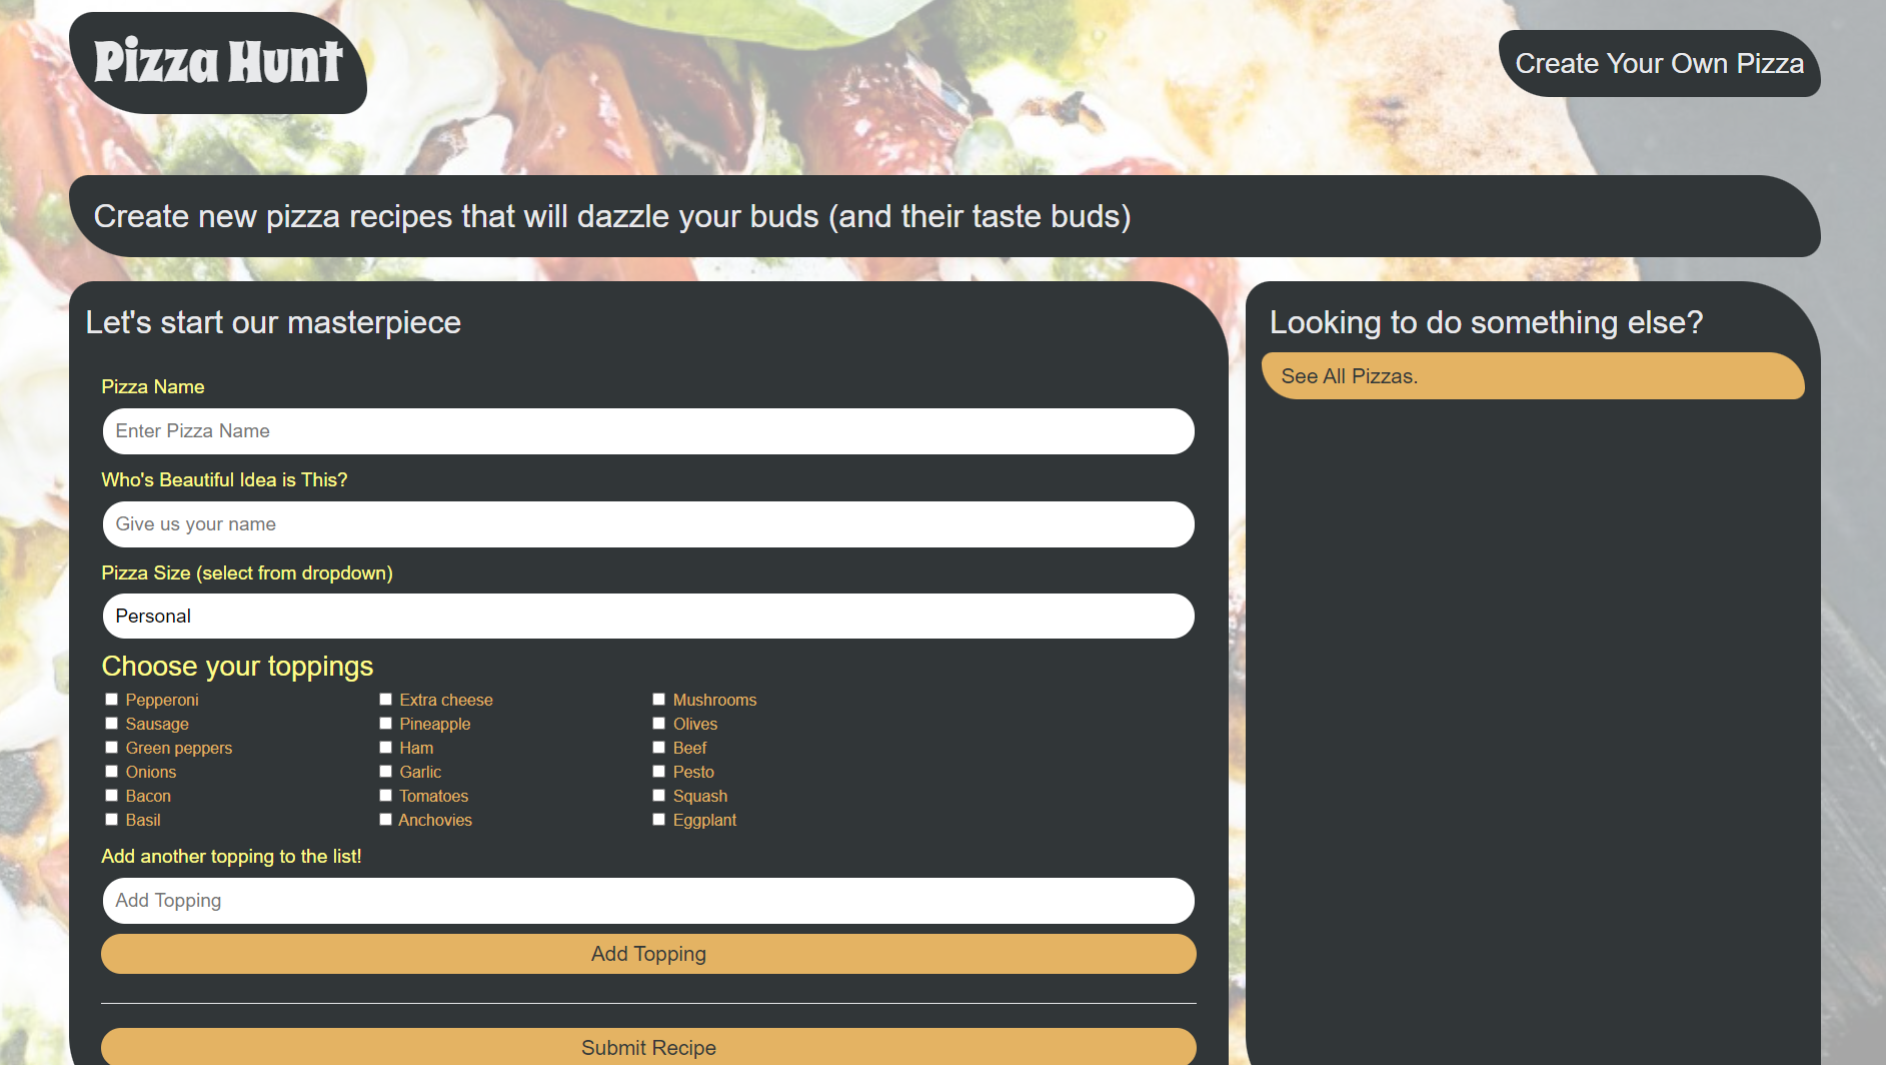 Pizza Hunt
Create Your Own Pizza
Create new pizza recipes that will dazzle your buds (and their taste buds)
Let's start our masterpiece
Pizza Name
Enter Pizza Name
Who's Beautiful Idea is This?
Give us your name
Pizza Size (select from dropdown)
Personal
Choose your toppings
Pepperoni Extra cheese Mushrooms
Sausage Pineapple Olives
Green peppers Ham Beef
Onions Garlic Pesto
Bacon Tomatoes Squash
Basil Anchovies Eggplant
Add another topping to the list!
Add Topping
Add Topping
Submit Recipe
Looking to do something else?
See All Pizzas.